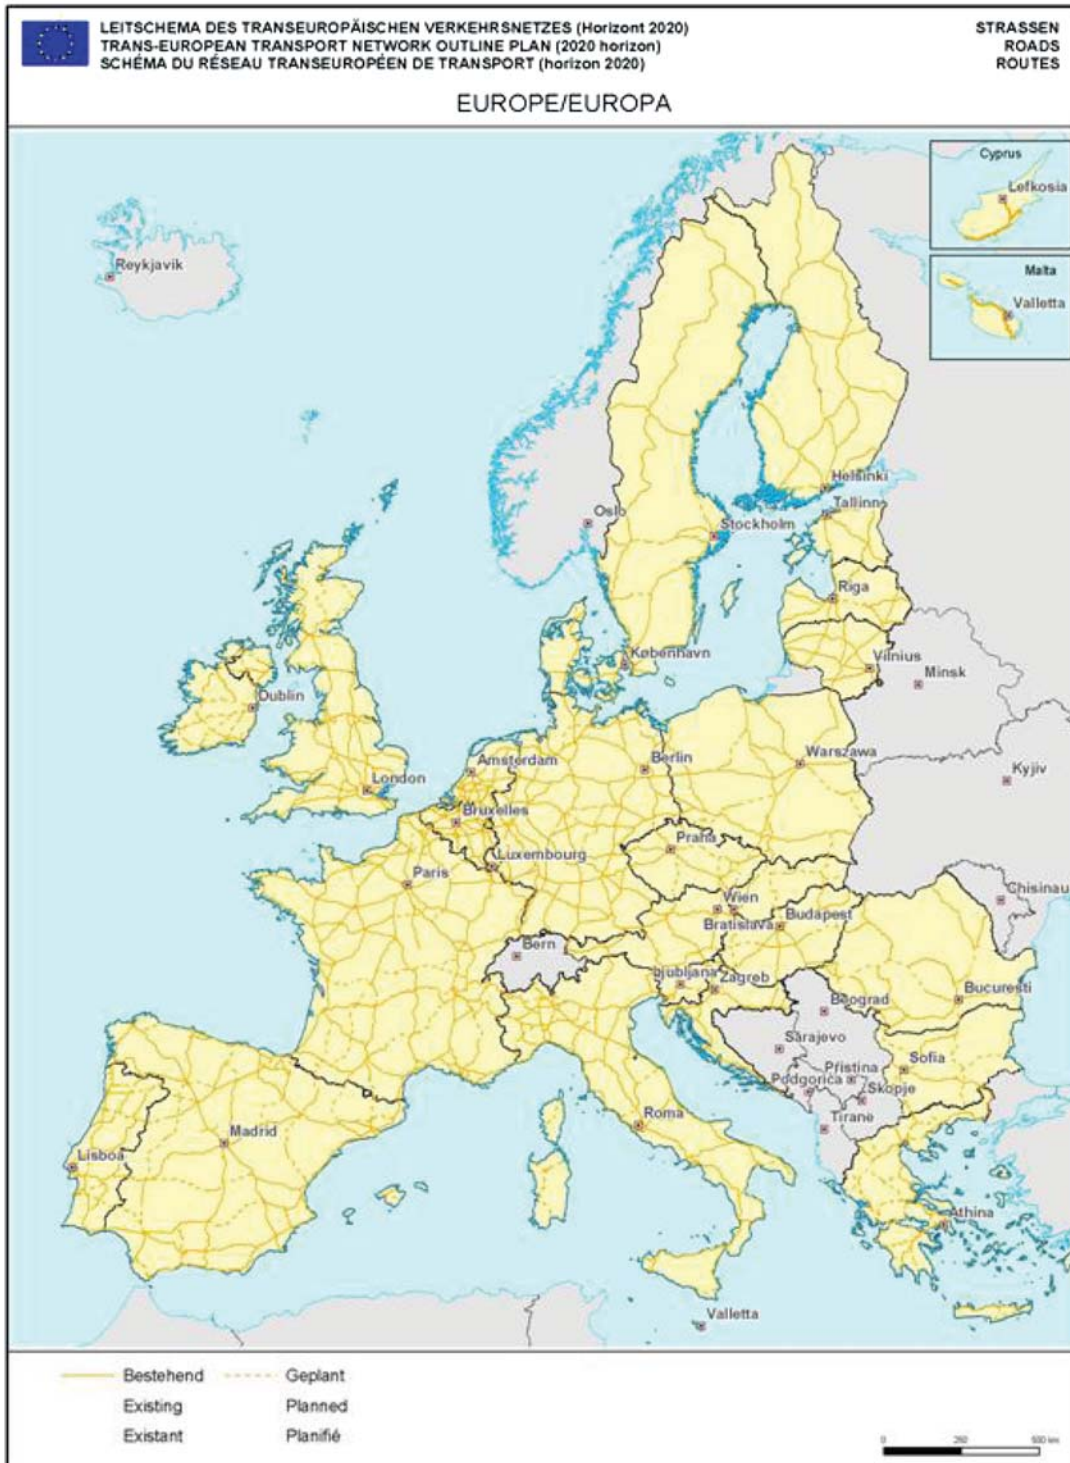 LEITSCHEMA DES TRANSEUROPÄISCHEN VERKEHRSNETZES (Horizont 2020)
TRANS-EUROPEAN TRANSPORT NETWORK OUTLINE PLAN (2020 horizon)
SCHÉMA DU RÉSEAU TRANSEUROPÉEN DE TRANSPORT (horizon 2020)
STRASSEN
ROADS
ROUTES
EUROPE/EUROPA
Cyprus
Lefkosia
Malta
Valletta
Reykjavik
Helsinki
Tallinn
Oslo
Stockholm
Riga
København
Vilnius
Minsk
Dublin
Amsterdam
Berlin
Warszawa
Kyjiv
London
Bruxelles
Praha
Luxembourg
Paris
Chisinau
Wien
Bratislava
Budapest
Bern
Ljubljana
Zagreb
Bucuresti
Beograd
Sarajevo
Sofia
Pristina
Podgorica
Skopje
Tirane
Roma
Madrid
Lisboa
Athina
Valletta
Bestehend
Geplant
Existing
Planned
Existant
Planifié
0 250 500 km